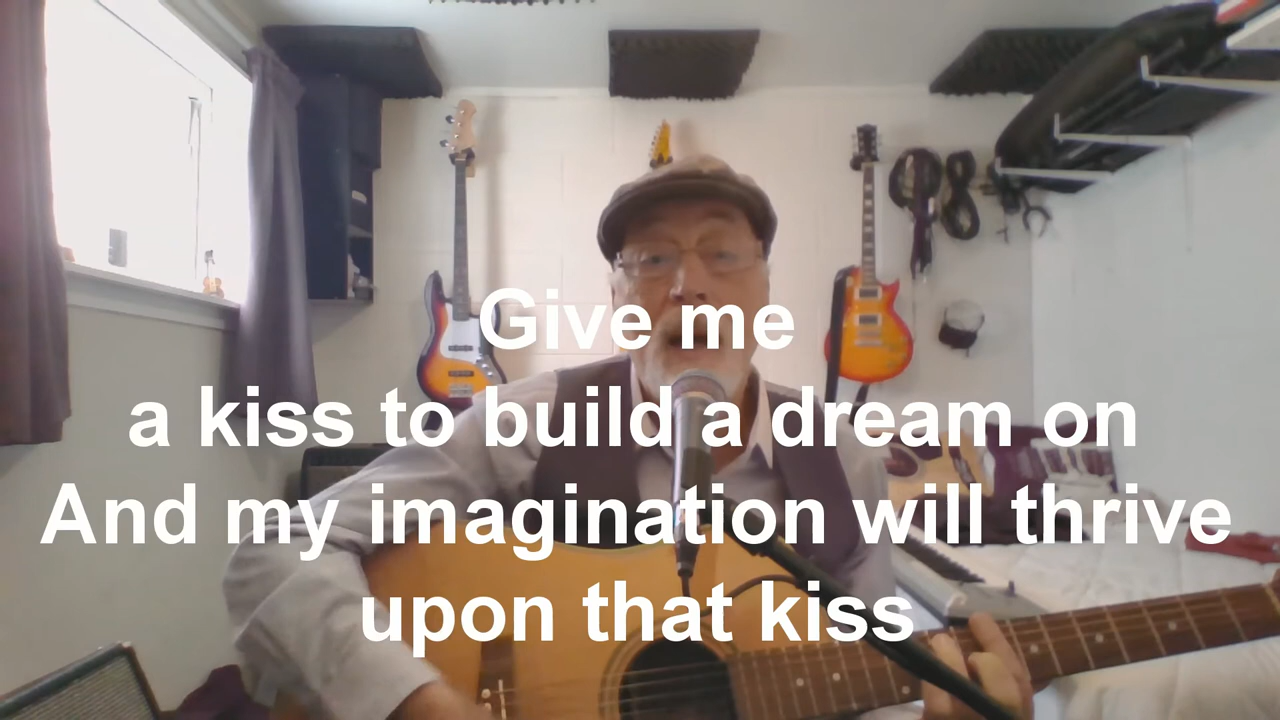 Give me
a kiss to build a dream on
And my imagination will thrive
upon that kiss